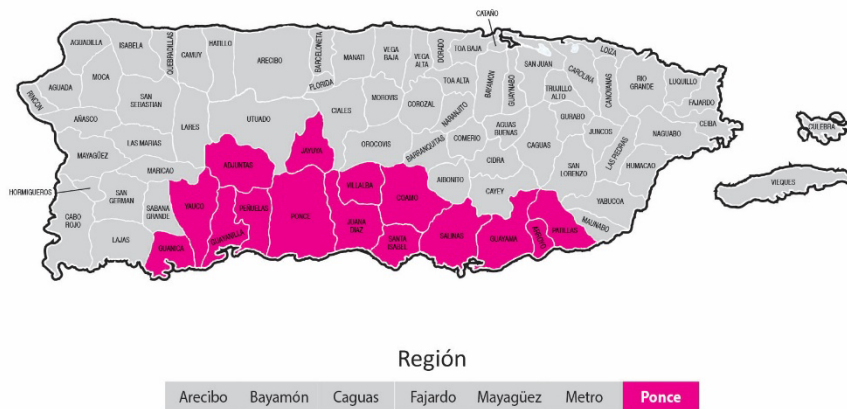 CATAÑO
AGUADILLA
ISABELA
QUEBRADILLAS
CAMUY
HATILLO
ARECIBO
BARCELONETA
MANATI
VEGA
BAJA
VEGA
ALTA
DORADO
TOA BAJA
LOIZA
AGUADA
MOCA
FLORIDA
TOA ALTA
BAYAMON
GUAYNABO
SAN JUAN
CAROLINA
CANOVANAS
RIO
GRANDE
LUQUILLO
RINCON
SAN
SEBASTIAN
CIALES
MOROVIS
COROZAL
NARANJITO
TRUJILLO
ALTO
FAJARDO
AÑASCO
LARES
UTUADO
AGUAS
BUENAS
GURABO
CEIBA
CULEBRA
LAS MARIAS
OROCOVIS
BARRANQUITAS
COMERIO
CAGUAS
JUNCOS
LAS PIEDRAS
NAGUABO
MAYAGÜEZ
MARICAO
ADJUNTAS
JAYUYA
CIDRA
HUMACAO
HORMIGUEROS
SAN
GERMAN
SABANA
GRANDE
YAUCO
PEÑUELAS
PONCE
VILLALBA
COAMO
AIBONITO
CAYEY
SAN
LORENZO
VIEQUES
YABUCOA
CABO
ROJO
LAJAS
GUANICA
GUAYANILLA
JUANA
DIAZ
SANTA
ISABEL
SALINAS
GUAYAMA
ARROYO
PATILLAS
MAUNABO
Región
Arecibo Bayamón Caguas Fajardo Mayagüez Metro Ponce